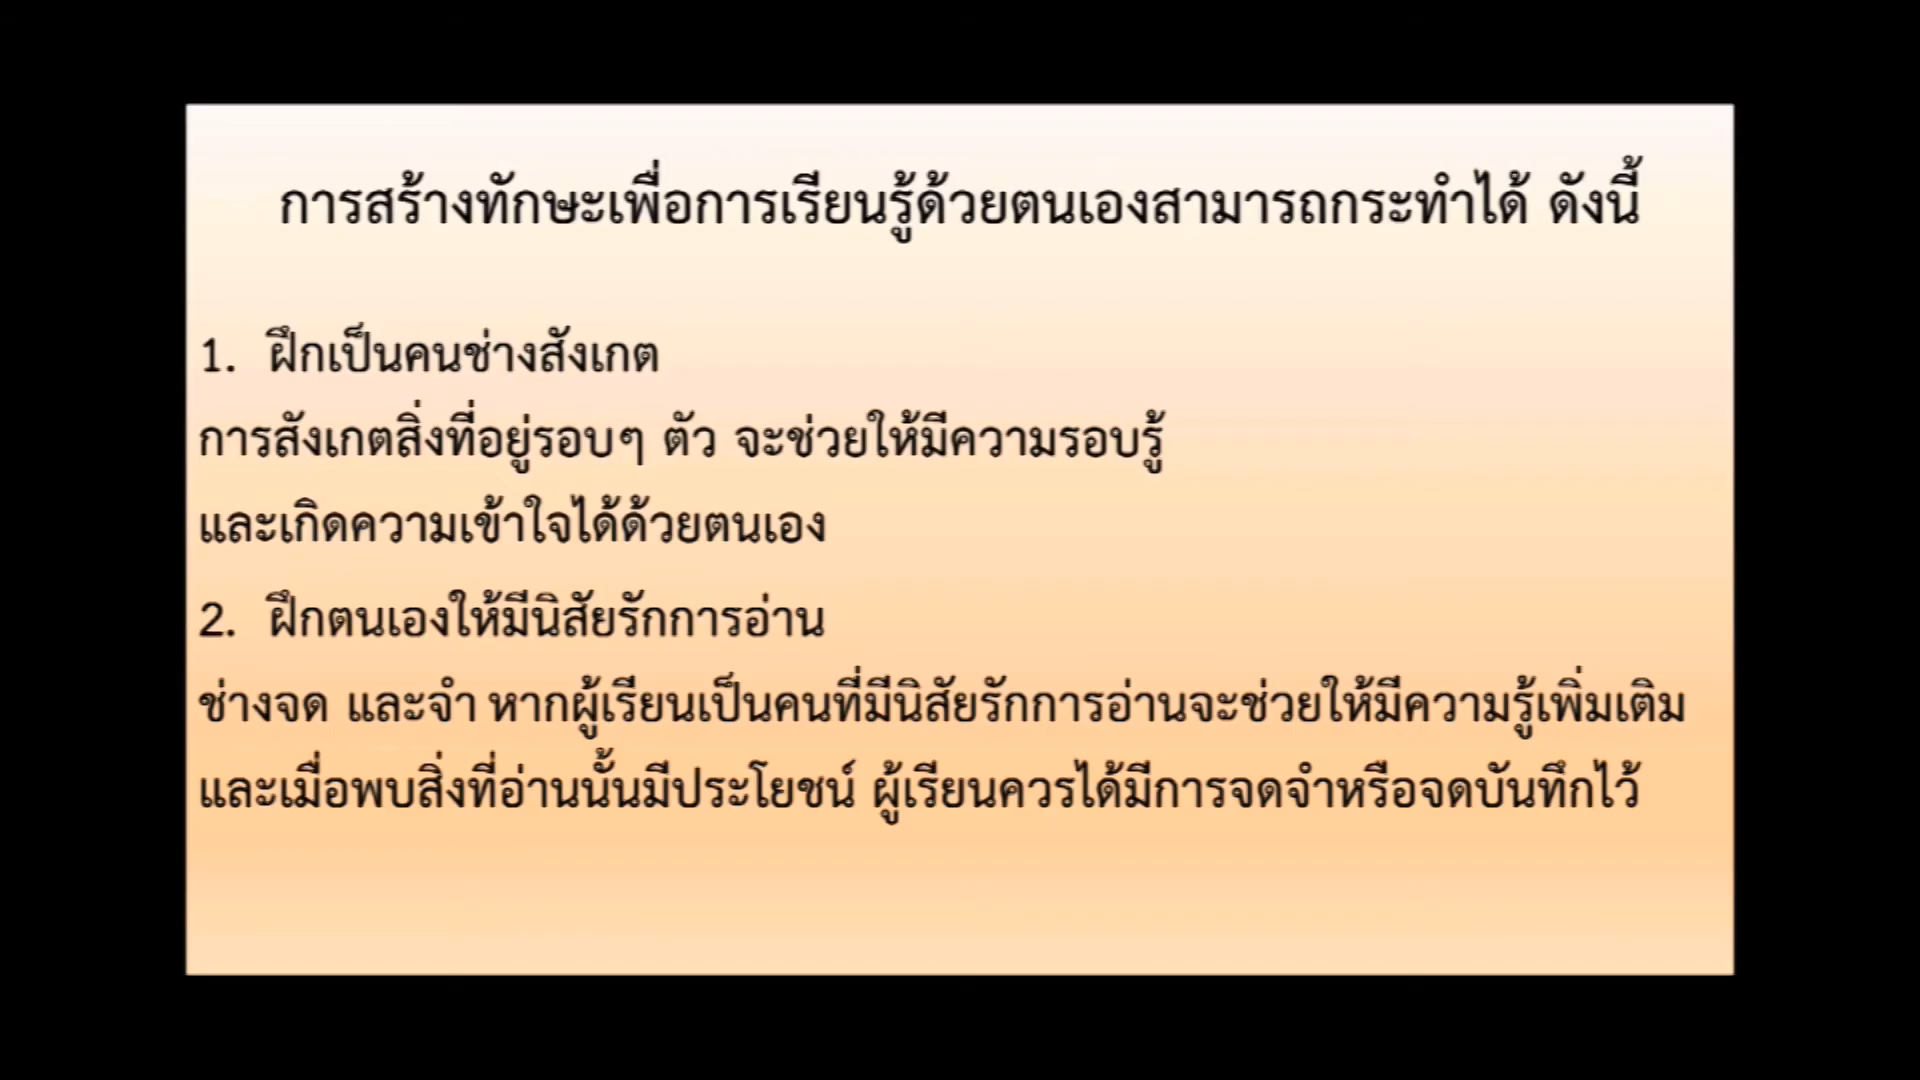 การสร้างทักษะเพื่อการเรียนรู้ด้วยตนเองสามารถกระทำได้ ดังนี้
1. ฝึกเป็นคนช่างสังเกต
การสังเกตสิ่งที่อยู่รอบๆ ตัว จะช่วยให้มีความรอบรู้
และเกิดความเข้าใจได้ด้วยตนเอง
2. ฝึกตนเองให้มีนิสัยรักการอ่าน
ช่างจด และจำ หากผู้เรียนเป็นคนที่มีนิสัยรักการอ่านจะช่วยให้มีความรู้เพิ่มเติม
และเมื่อพบสิ่งที่อ่านนั้นมีประโยชน์ ผู้เรียนควรได้มีการจดจำหรือจดบันทึกไว้